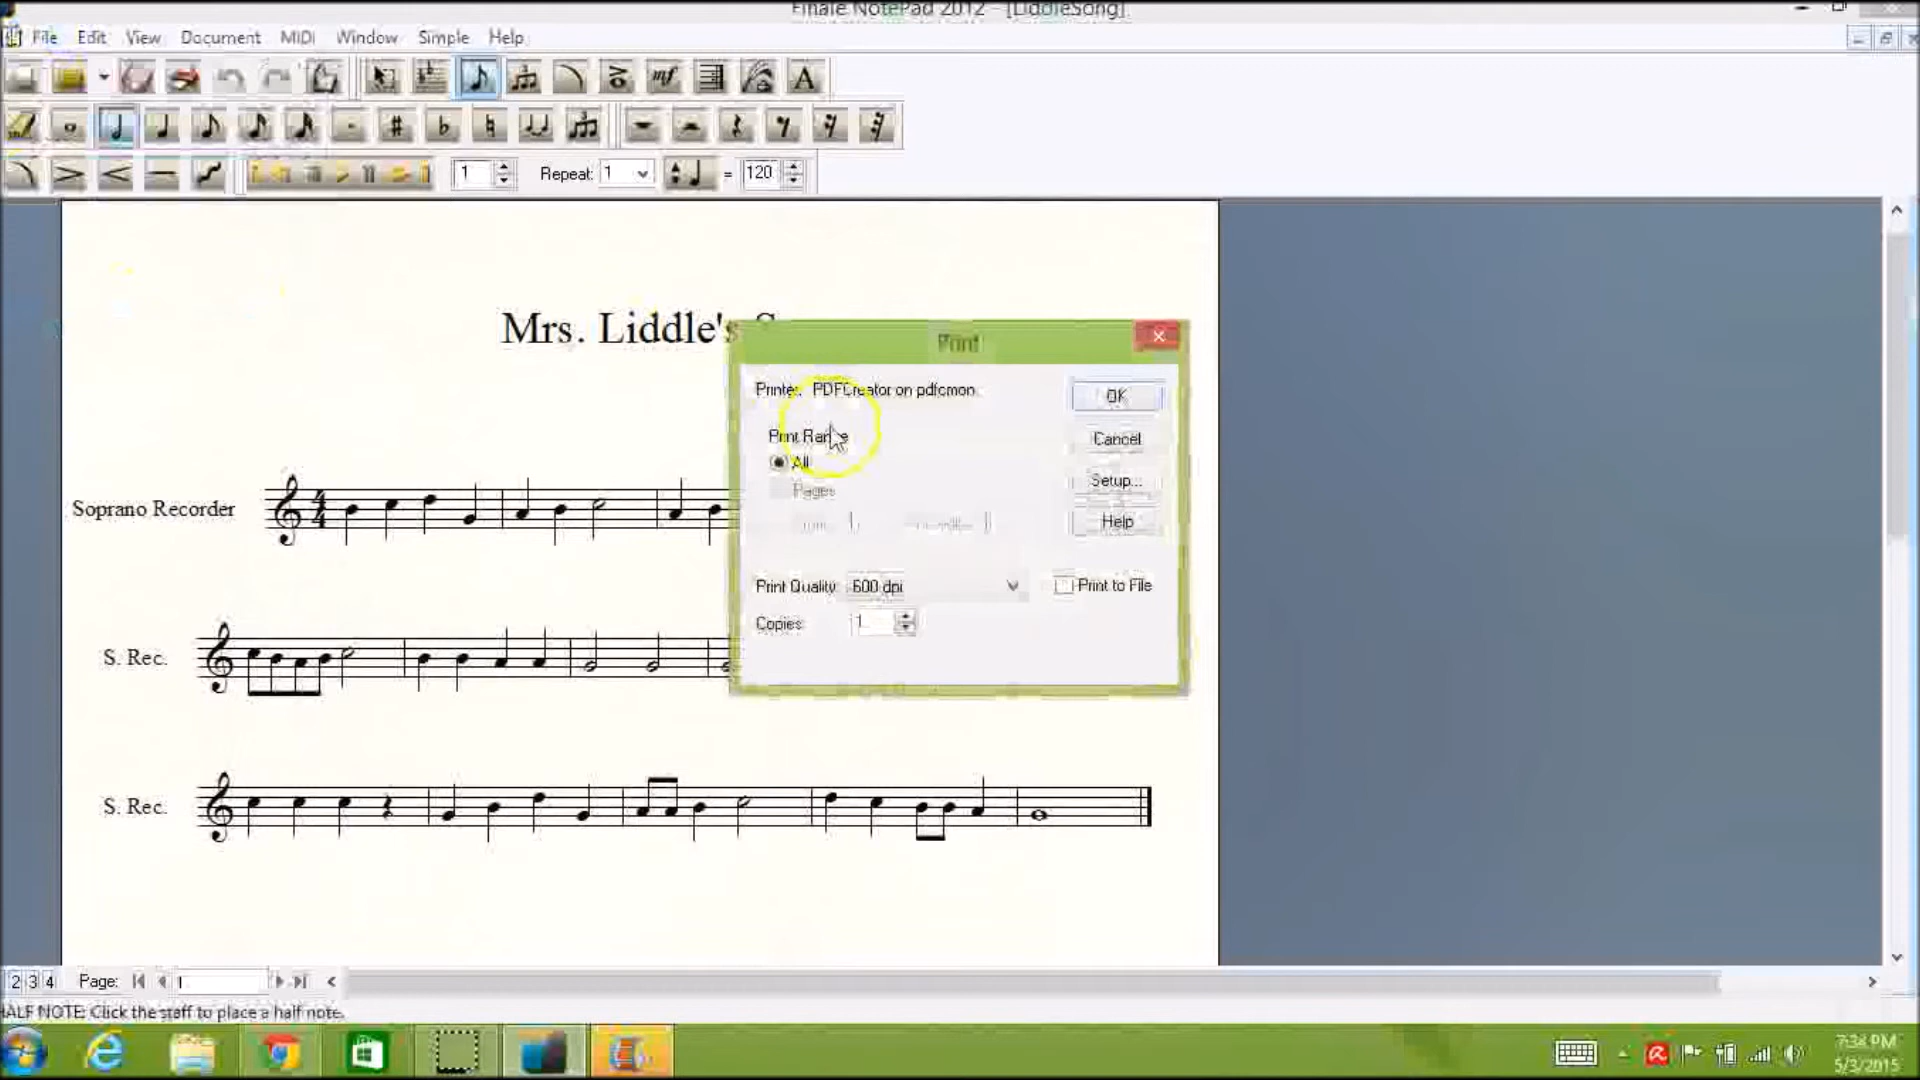 Finale NotePad 2012 - [LiddleSong]
File Edit View Document MIDI Window Simple Help
mf A
1 Repeat: 1 = 120
Mrs. Liddle's S
Print
Printer: PDFCreator on pdfcmon
OK
Print Range
Cancel
All
Setup...
Pages
Help
Soprano Recorder
Print Quality: 600 dpi Print to File
Copies: 1
S. Rec.
S. Rec.
2 3 4 Page: 1
HALF NOTE: Click the staff to place a half note.
7:38 PM
5/3/2015